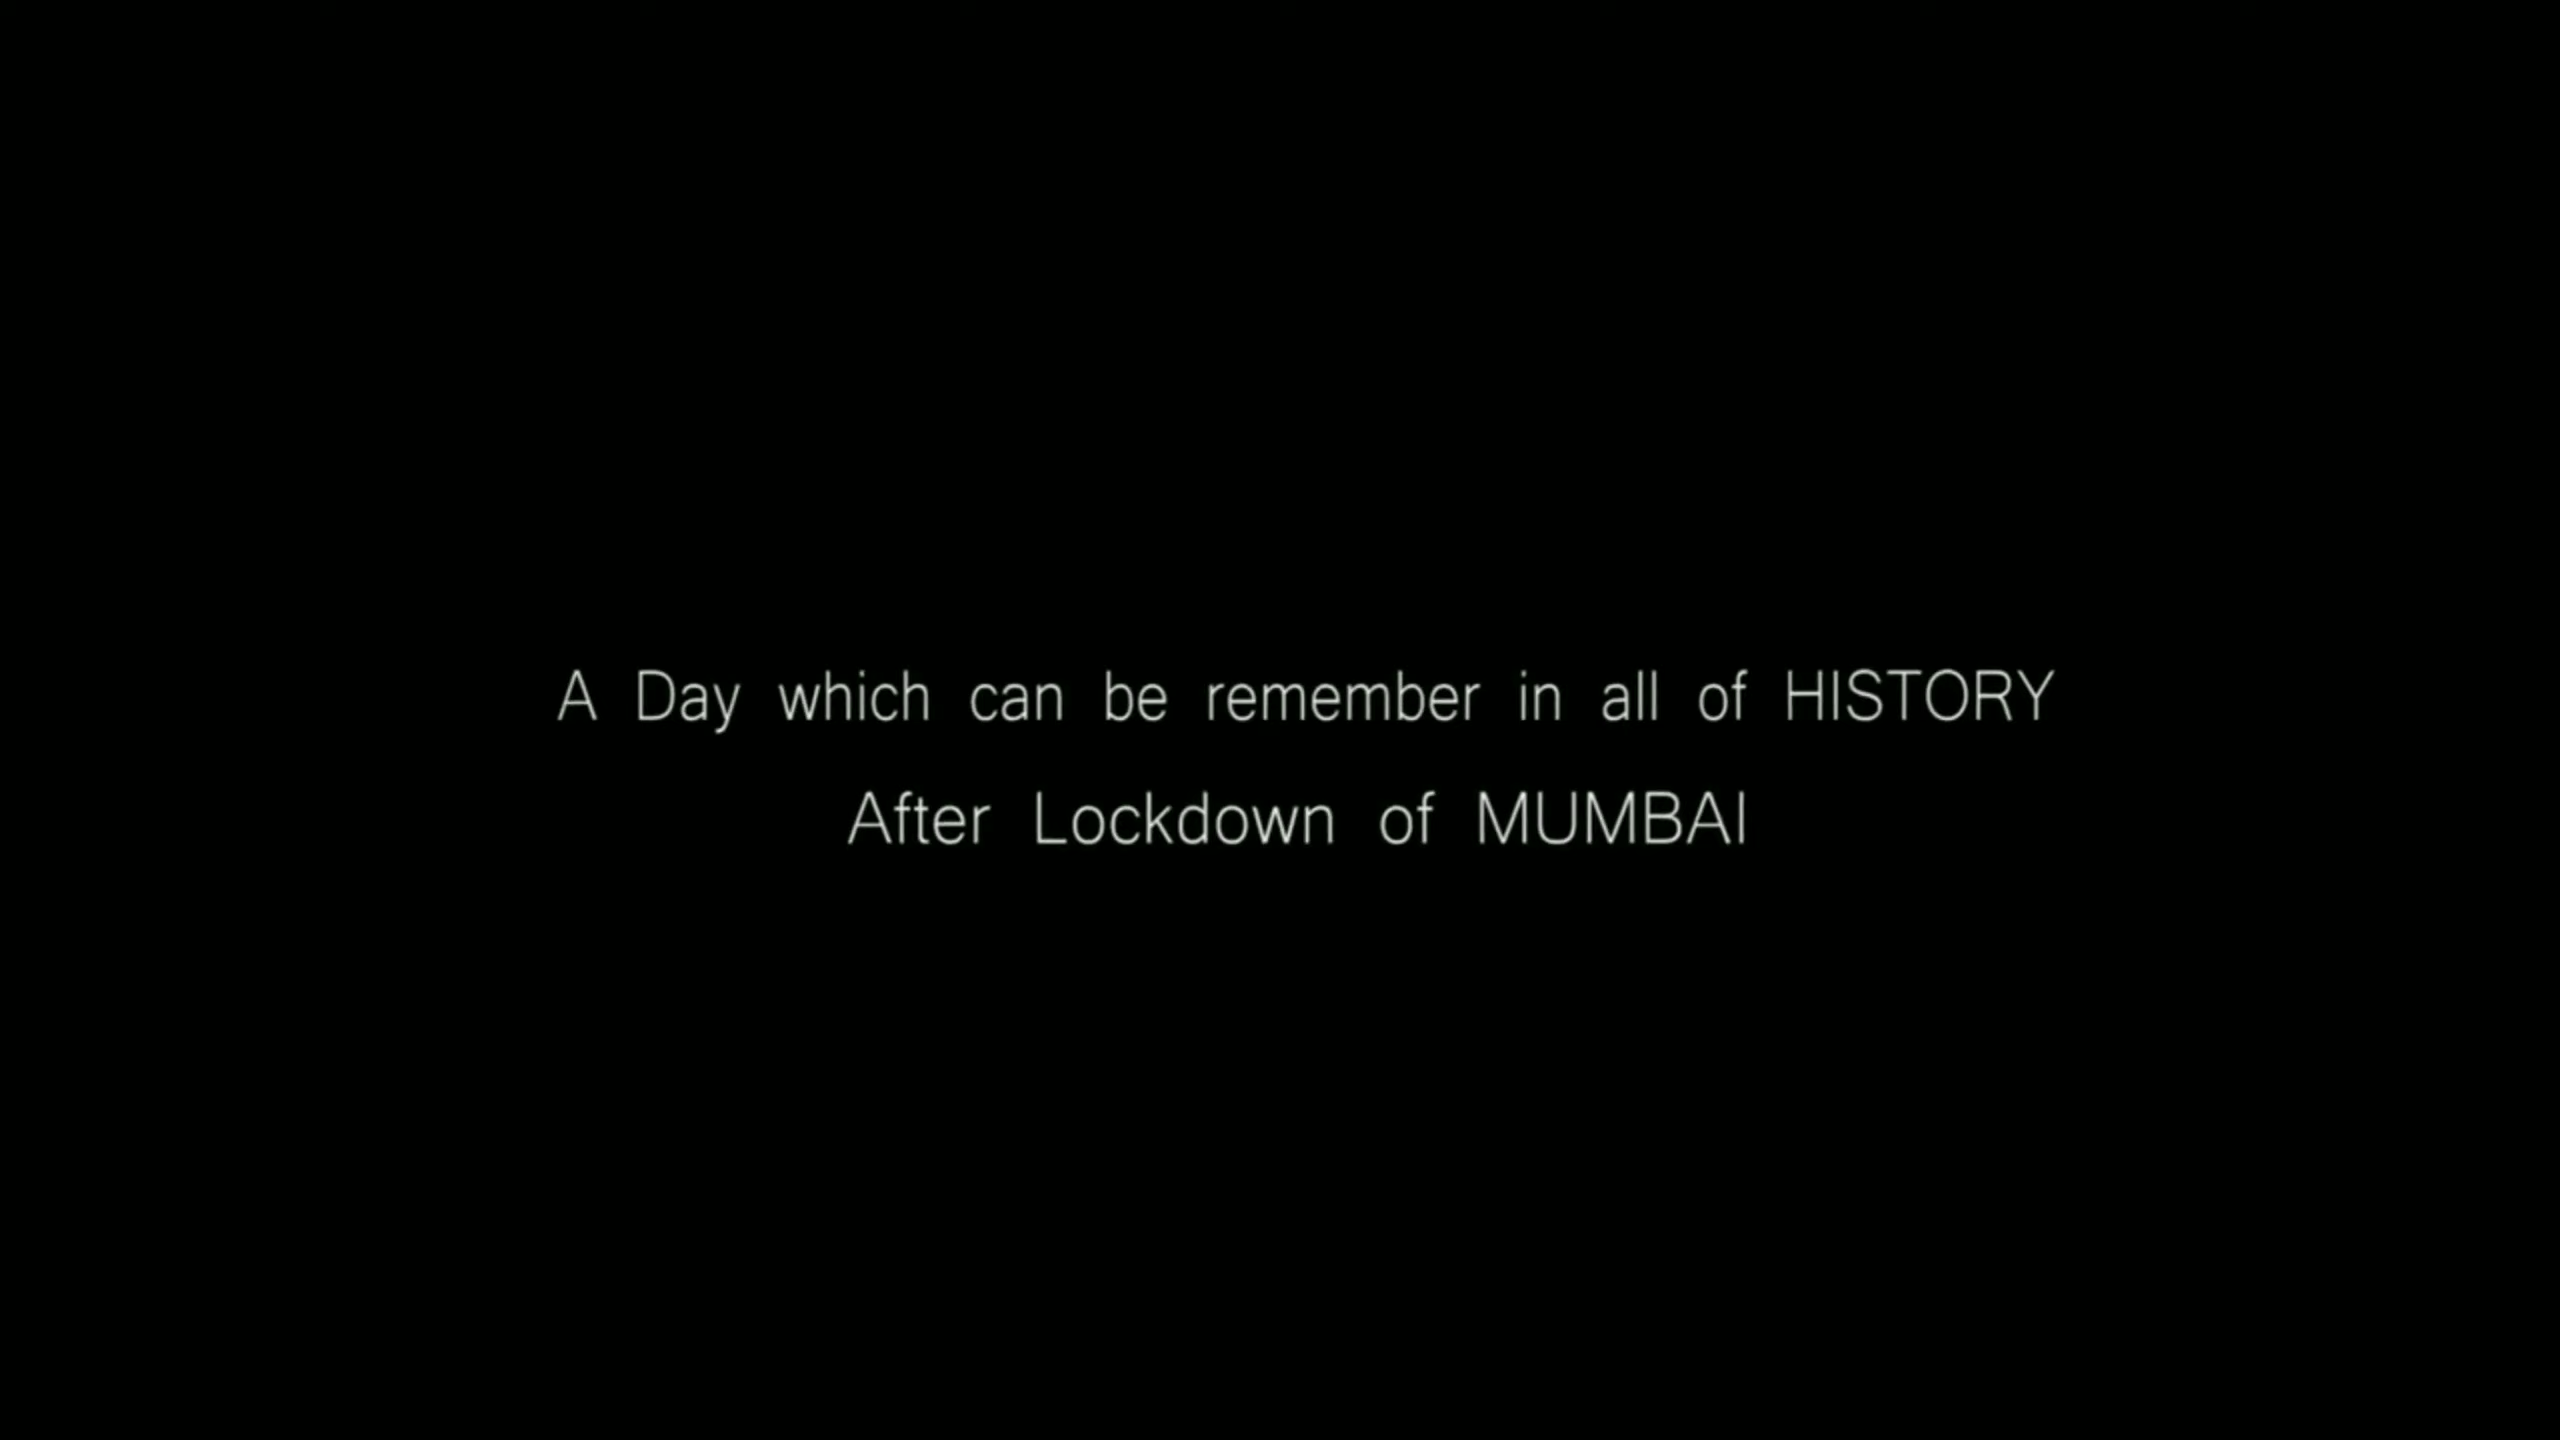 A Day which can be remember in all of HISTORY
After Lockdown of MUMBAI